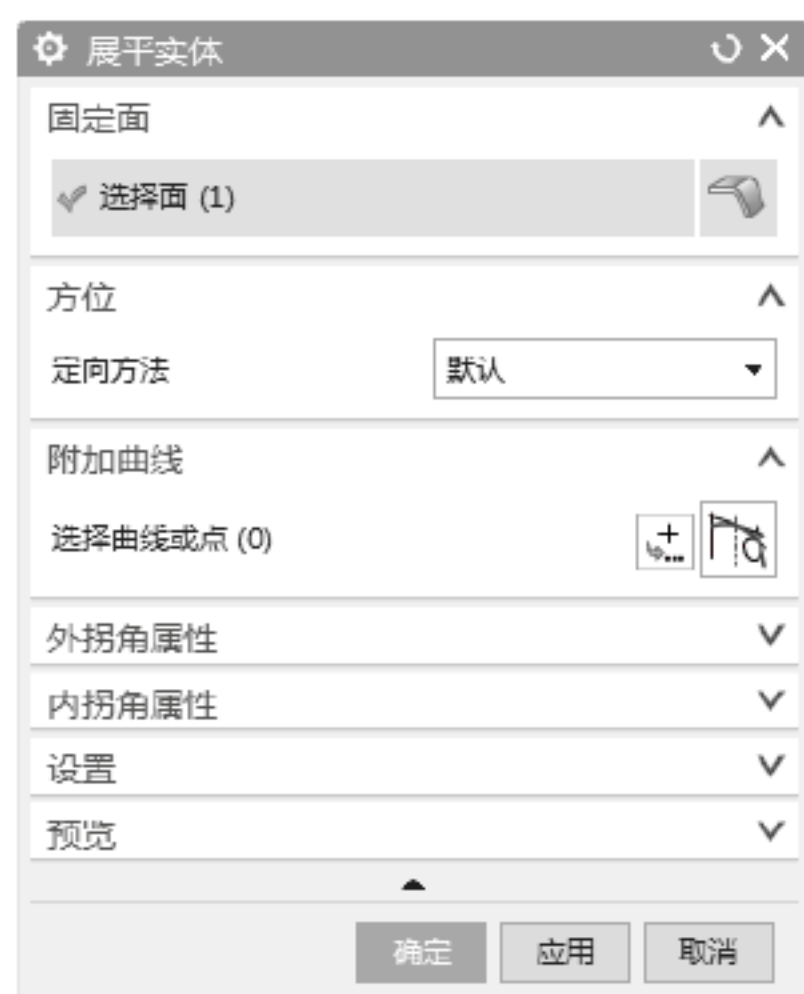 展平实体
固定面
选择面 (1)
方位
定向方法 默认
附加曲线
选择曲线或点 (0)
外拐角属性
内拐角属性
设置
预览
确定 应用 取消